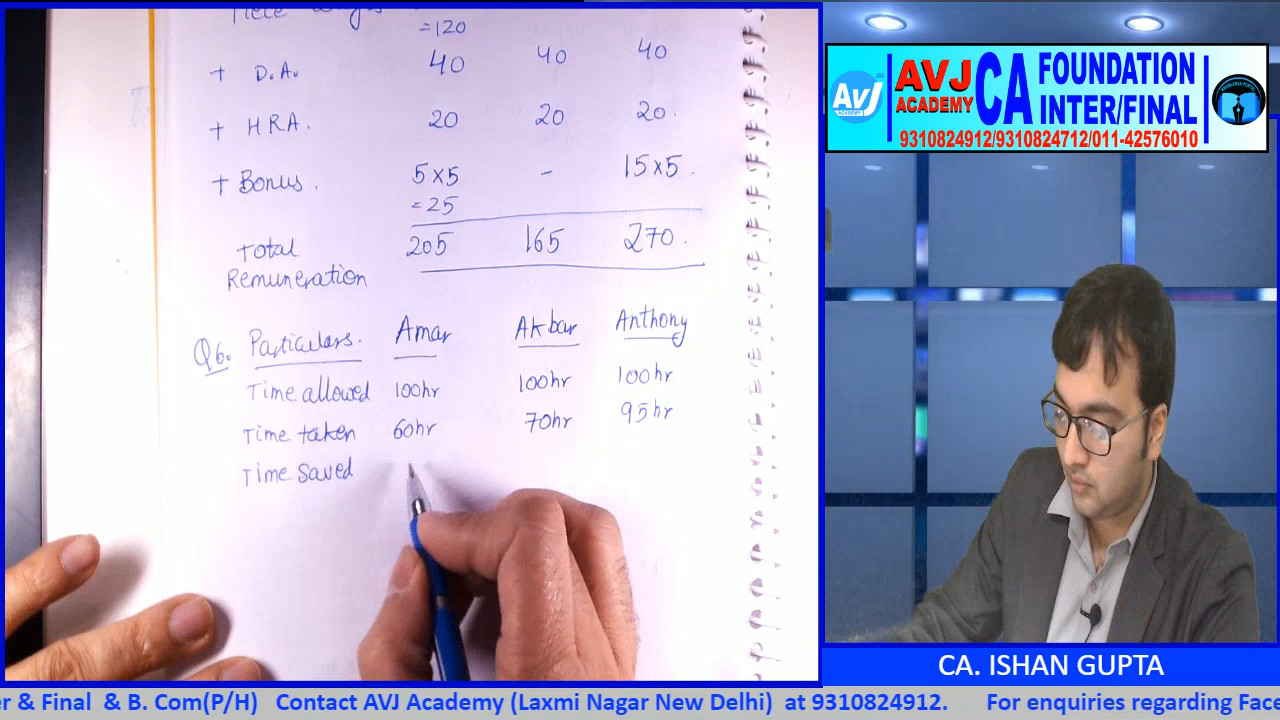 = 120
+ D.A. 40 40 40
+ HRA. 20 20 20.
+ Bonus. 5x5 - 15x5.
= 25
Total 205 165 270.
Remuneration
Q6. Particulars. Amar Akbar Anthony
Time allowed 100hr 100hr 100hr
Time taken 60hr 70hr 95hr
Time saved
AVJ
ACADEMY
AVJ
ACADEMY
CA
FOUNDATION
INTER/FINAL
9310824912/9310824712/011-42576010
CA. ISHAN GUPTA
er & Final & B. Com(P/H) Contact AVJ Academy (Laxmi Nagar New Delhi) at 9310824912. For enquiries regarding Face